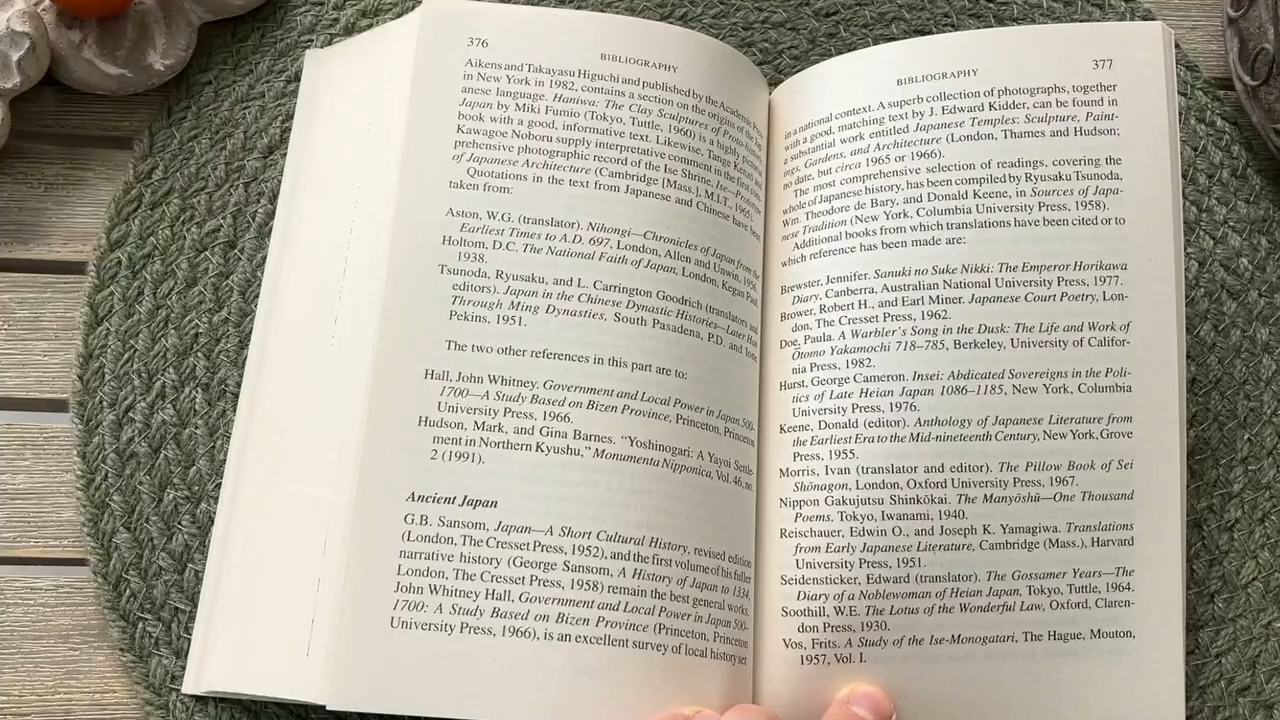 376
BIBLIOGRAPHY
Aikens and Takayasu Higuchi and published by the Academic
in New York in 1982, contains a section on the origins of the
anese language. Haniwa: The Clay Sculptures of Proto-historic
Japan by Miki Fumio (Tokyo, Tuttle, 1960) is a highly pictorial
book with a good, informative text. Likewise, Tange Kenzō and
Kawagoe Noboru supply interpretative comment in the first com-
prehensive photographic record of the Ise Shrine, Ise—Prototype
of Japanese Architecture (Cambridge [Mass.], M.I.T., 1965).
Quotations in the text from Japanese and Chinese have been
taken from:
Aston, W.G. (translator). Nihongi—Chronicles of Japan from the
Earliest Times to A.D. 697, London, Allen and Unwin, 1956.
Holtom, D.C. The National Faith of Japan, London, Kegan Paul,
1938.
Tsunoda, Ryusaku, and L. Carrington Goodrich (translators and
editors). Japan in the Chinese Dynastic Histories—Later Han
Through Ming Dynasties, South Pasadena, P.D. and Ione
Pekins, 1951.
The two other references in this part are to:
Hall, John Whitney. Government and Local Power in Japan 500-
1700—A Study Based on Bizen Province, Princeton, Princeton
University Press, 1966.
Hudson, Mark, and Gina Barnes. "Yoshinogari: A Yayoi Settle-
ment in Northern Kyushu," Monumenta Nipponica, Vol. 46, no.
2 (1991).
Ancient Japan
G.B. Sansom, Japan—A Short Cultural History, revised edition
(London, The Cresset Press, 1952), and the first volume of his fuller
narrative history (George Sansom, A History of Japan to 1334,
London, The Cresset Press, 1958) remain the best general works.
John Whitney Hall, Government and Local Power in Japan 500-
1700: A Study Based on Bizen Province (Princeton, Princeton
University Press, 1966), is an excellent survey of local history set
BIBLIOGRAPHY
377
in a national context. A superb collection of photographs, together
with a good, matching text by J. Edward Kidder, can be found in
a substantial work entitled Japanese Temples: Sculpture, Paint-
ings, Gardens, and Architecture (London, Thames and Hudson;
no date, but circa 1965 or 1966).
The most comprehensive selection of readings, covering the
whole of Japanese history, has been compiled by Ryusaku Tsunoda,
Wm. Theodore de Bary, and Donald Keene, in Sources of Japa-
nese Tradition (New York, Columbia University Press, 1958).
Additional books from which translations have been cited or to
which reference has been made are:
Brewster, Jennifer. Sanuki no Suke Nikki: The Emperor Horikawa
Diary, Canberra, Australian National University Press, 1977.
Brower, Robert H., and Earl Miner. Japanese Court Poetry, Lon-
don, The Cresset Press, 1962.
Doe, Paula. A Warbler's Song in the Dusk: The Life and Work of
Ōtomo Yakamochi 718–785, Berkeley, University of Califor-
nia Press, 1982.
Hurst, George Cameron. Insei: Abdicated Sovereigns in the Poli-
tics of Late Heian Japan 1086–1185, New York, Columbia
University Press, 1976.
Keene, Donald (editor). Anthology of Japanese Literature from
the Earliest Era to the Mid-nineteenth Century, New York, Grove
Press, 1955.
Morris, Ivan (translator and editor). The Pillow Book of Sei
Shōnagon, London, Oxford University Press, 1967.
Nippon Gakujutsu Shinkōkai. The Manyōshū—One Thousand
Poems, Tokyo, Iwanami, 1940.
Reischauer, Edwin O., and Joseph K. Yamagiwa. Translations
from Early Japanese Literature, Cambridge (Mass.), Harvard
University Press, 1951.
Seidensticker, Edward (translator). The Gossamer Years—The
Diary of a Noblewoman of Heian Japan, Tokyo, Tuttle, 1964.
Soothill, W.E. The Lotus of the Wonderful Law, Oxford, Claren-
don Press, 1930.
Vos, Frits. A Study of the Ise-Monogatari, The Hague, Mouton,
1957, Vol. I.